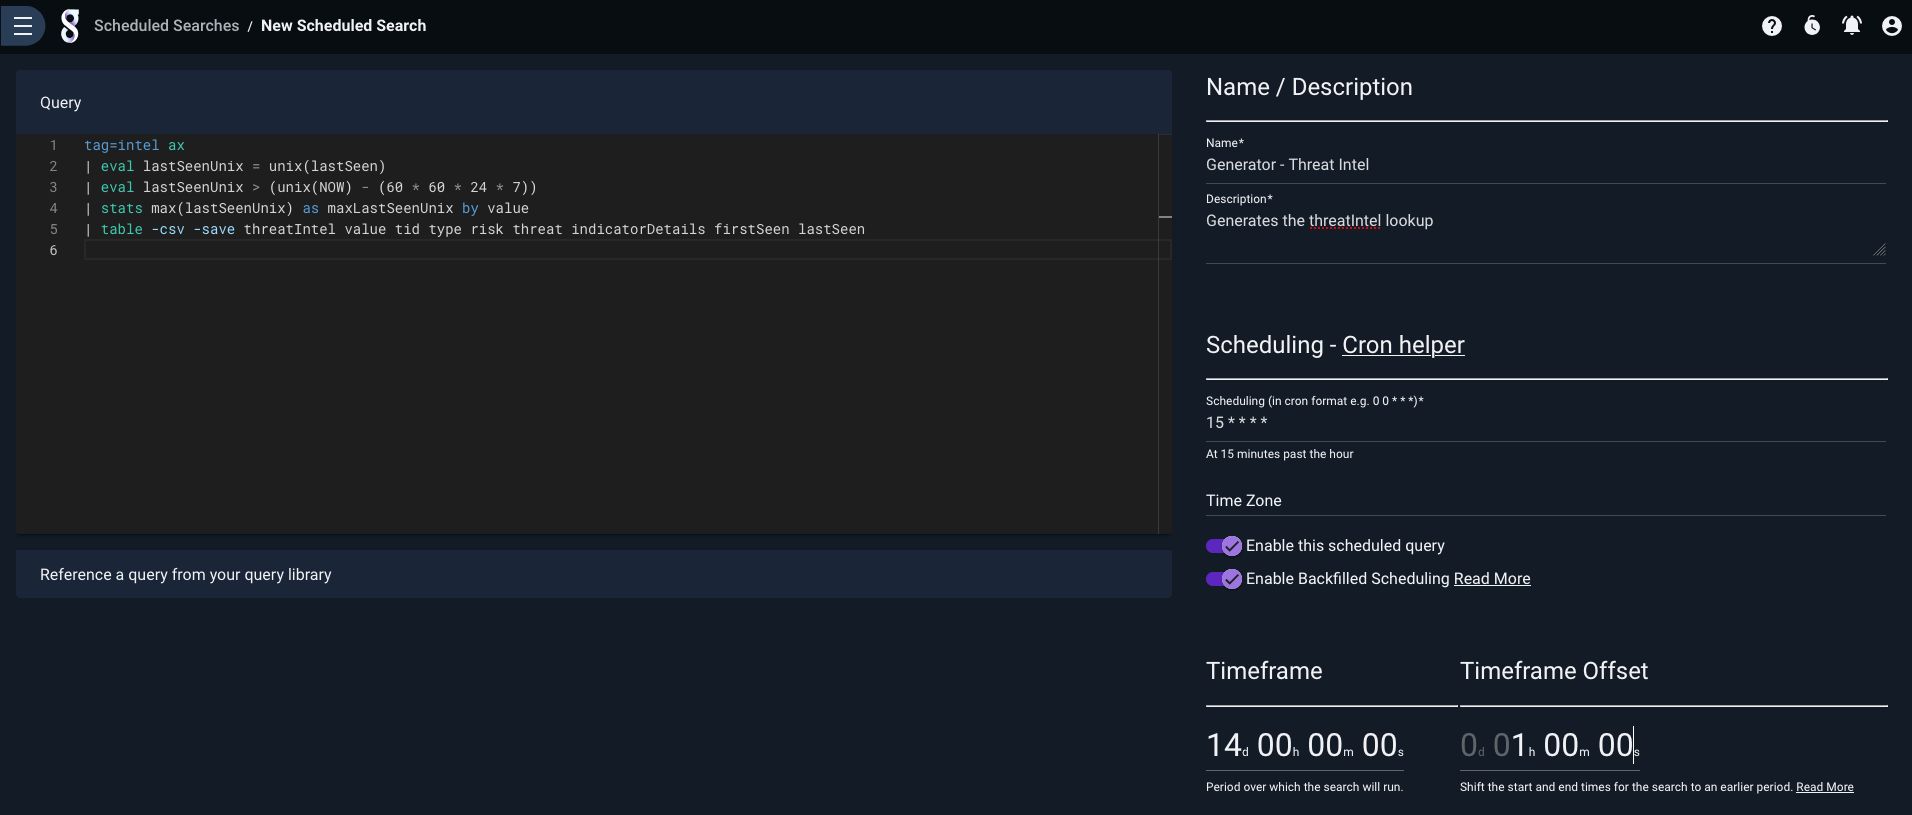 Scheduled Searches / New Scheduled Search
Query
1 tag=intel ax
2 | eval lastSeenUnix = unix(lastSeen)
3 | eval lastSeenUnix > (unix(NOW) - (60 * 60 * 24 * 7))
4 | stats max(lastSeenUnix) as maxLastSeenUnix by value
5 | table -csv -save threatIntel value tid type risk threat indicatorDetails firstSeen lastSeen
6
Reference a query from your query library
Name / Description
Name*
Generator - Threat Intel
Description*
Generates the threatIntel lookup
Scheduling - Cron helper
Scheduling (in cron format e.g. 0 0 * * *)*
15 * * * *
At 15 minutes past the hour
Time Zone
Enable this scheduled query
Enable Backfilled Scheduling Read More
Timeframe
14d 00h 00m 00s
Period over which the search will run.
Timeframe Offset
0d 01h 00m 00s
Shift the start and end times for the search to an earlier period. Read More